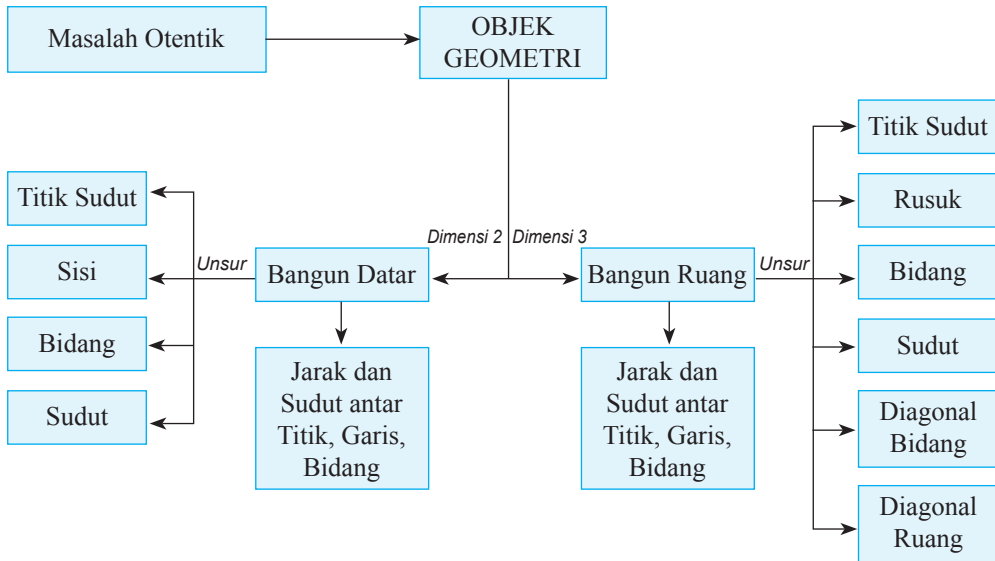 Masalah Otentik
OBJEK
GEOMETRI
Dimensi 2
Dimensi 3
Titik Sudut
Sisi
Bidang
Sudut
Unsur
Bangun Datar
Jarak dan
Sudut antar
Titik, Garis,
Bidang
Bangun Ruang
Jarak dan
Sudut antar
Titik, Garis,
Bidang
Unsur
Titik Sudut
Rusuk
Bidang
Sudut
Diagonal
Bidang
Diagonal
Ruang